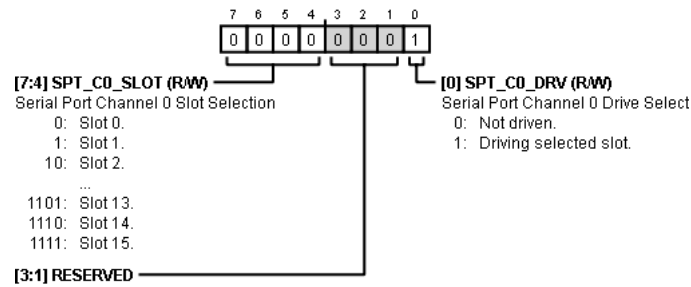 7 6 5 4 3 2 1 0
0 0 0 0 0 0 0 1
[7:4] SPT_C0_SLOT (R/W)
Serial Port Channel 0 Slot Selection
0: Slot 0.
1: Slot 1.
10: Slot 2.
...
1101: Slot 13.
1110: Slot 14.
1111: Slot 15.
[3:1] RESERVED
[0] SPT_C0_DRV (R/W)
Serial Port Channel 0 Drive Select
0: Not driven.
1: Driving selected slot.